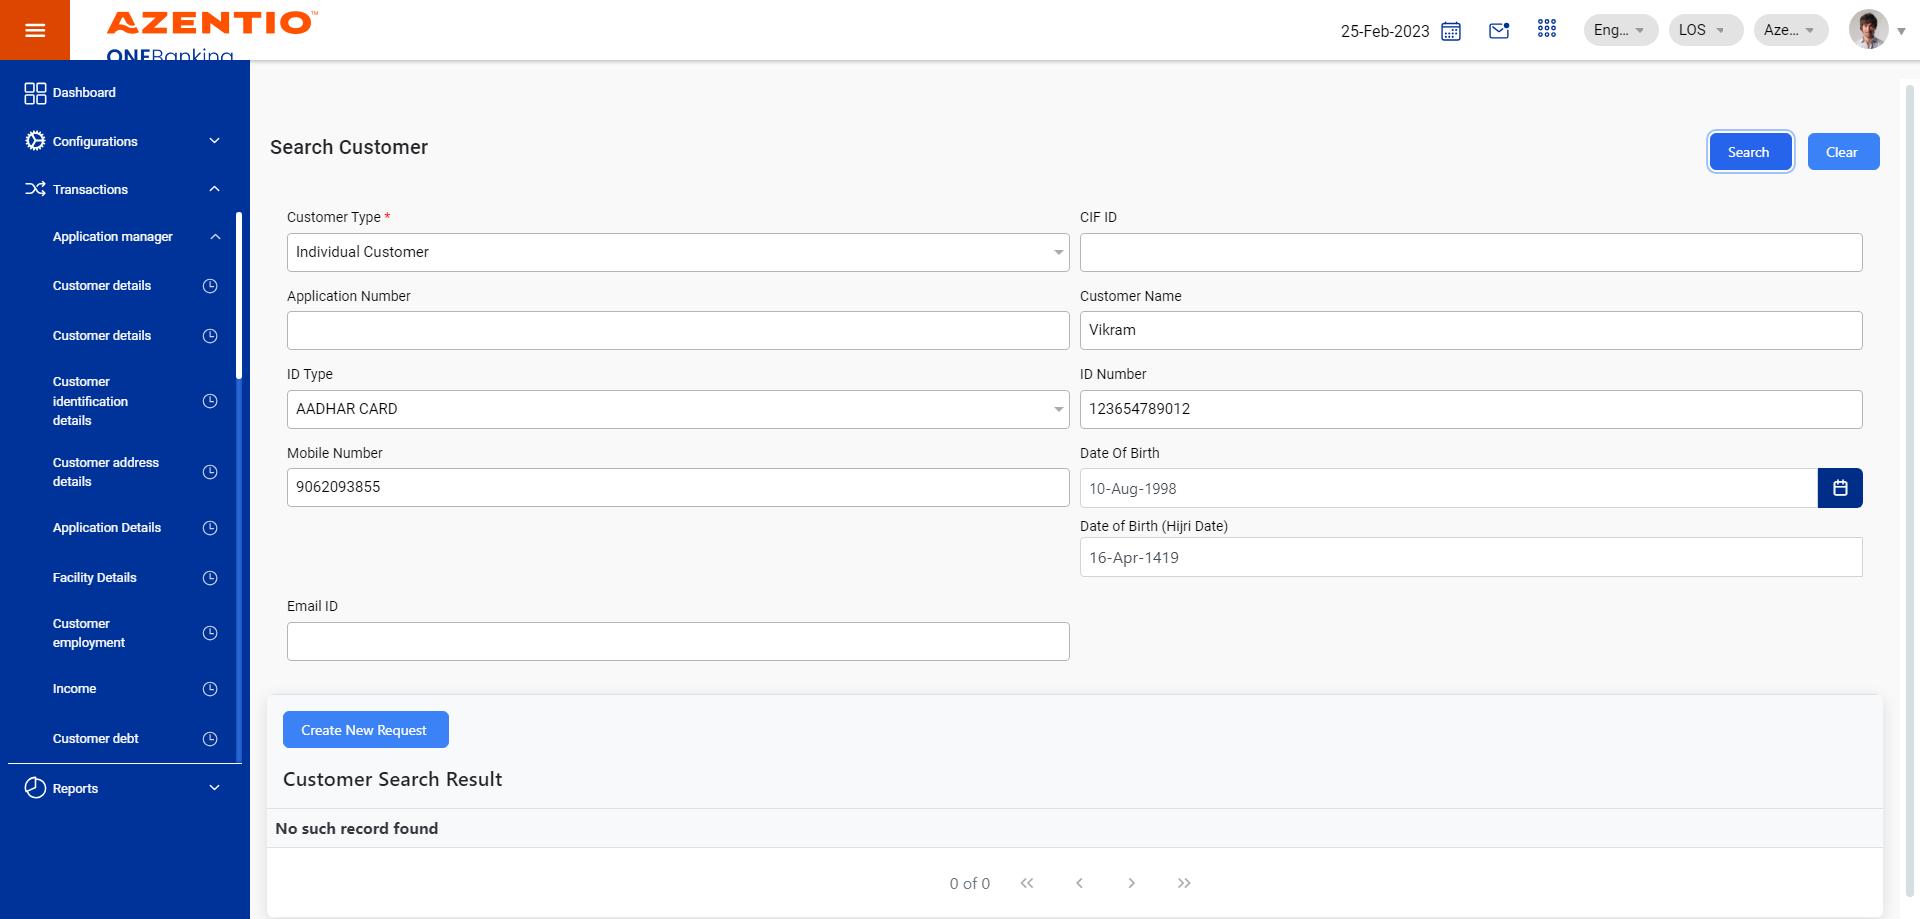 AZENTIO™
ONEBanking
25-Feb-2023
Eng...
LOS
Aze...
Dashboard
Configurations
Transactions
Application manager
Customer details
Customer details
Customer
identification
details
Customer address
details
Application Details
Facility Details
Customer
employment
Income
Customer debt
Reports
Search Customer
Search
Clear
Customer Type *
Individual Customer
CIF ID
Application Number
Customer Name
Vikram
ID Type
AADHAR CARD
ID Number
123654789012
Mobile Number
9062093855
Date Of Birth
10-Aug-1998
Date of Birth (Hijri Date)
16-Apr-1419
Email ID
Create New Request
Customer Search Result
No such record found
0 of 0